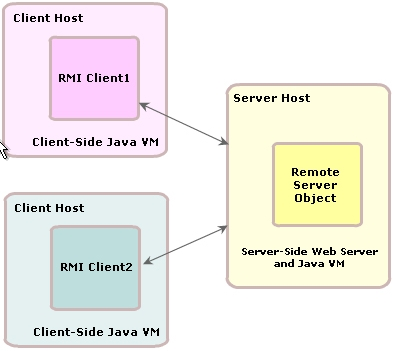 Client Host
RMI Client1
Client-Side Java VM
Client Host
RMI Client2
Client-Side Java VM
Server Host
Remote
Server
Object
Server-Side Web Server
and Java VM